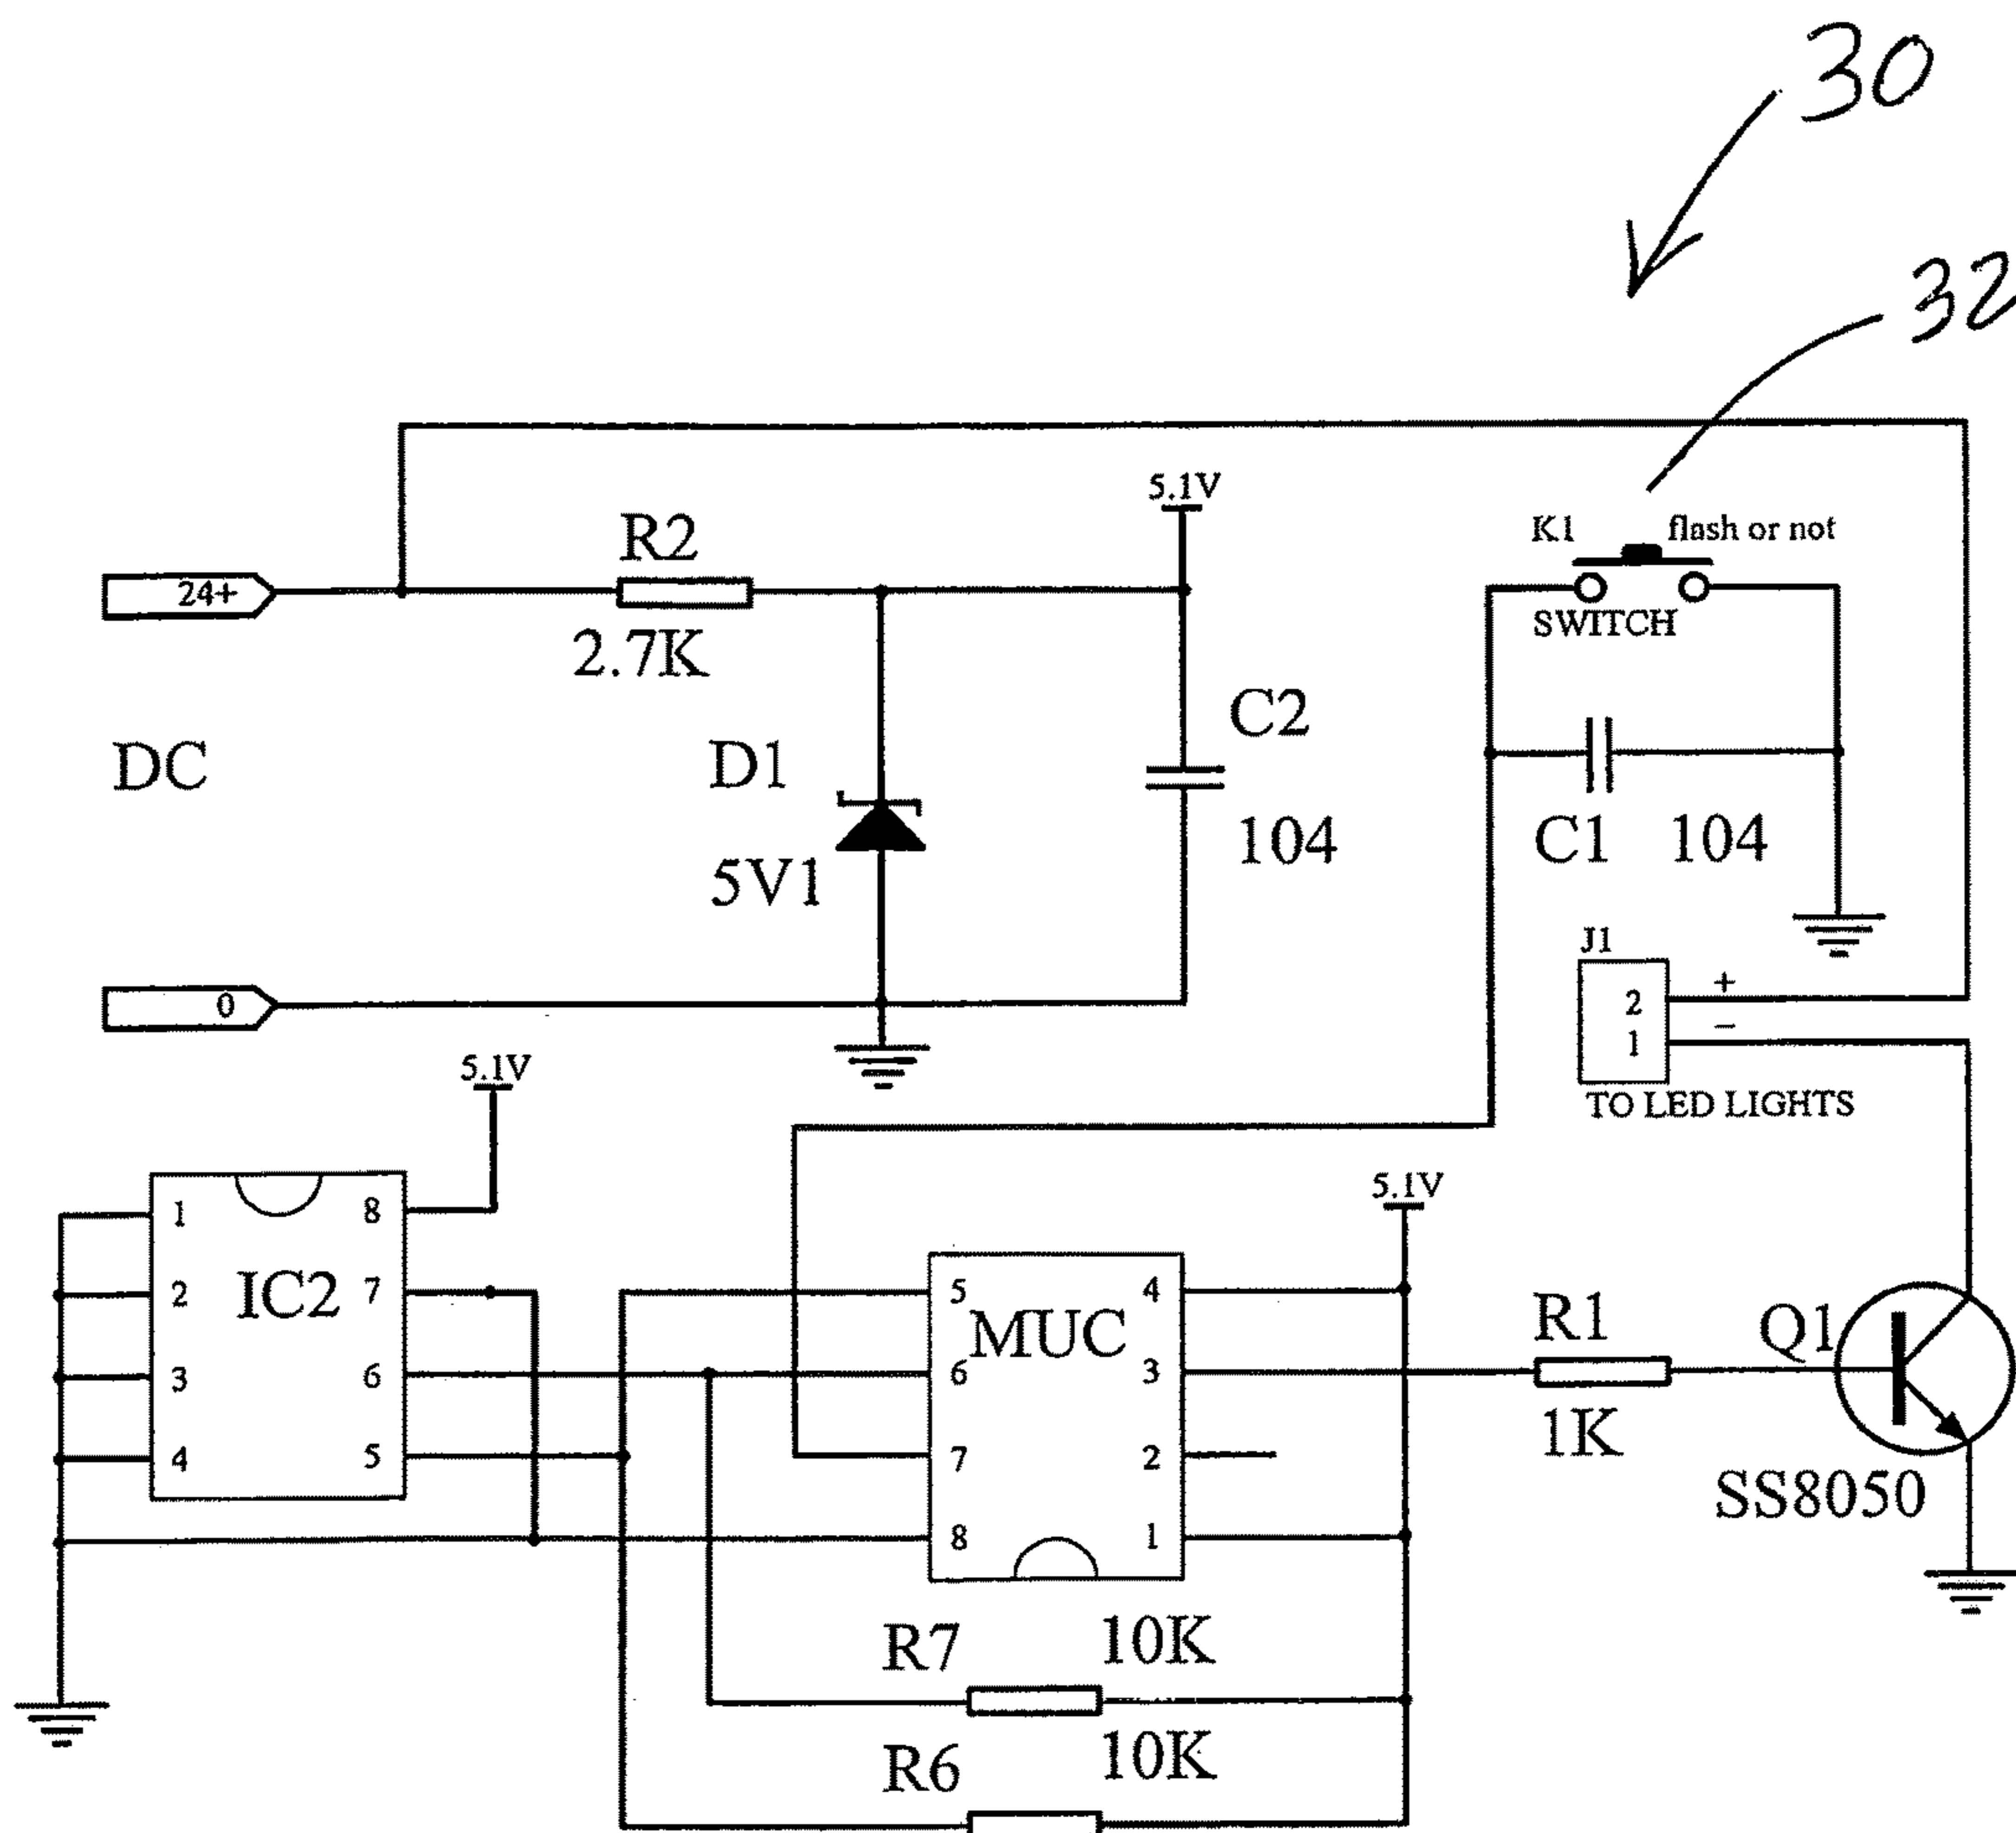 30
32
5.1V
R2
K1 flash or not
24+
SWITCH
2.7K
C2
DC
D1
104
C1 104
5V1
J1
0
2 +
1 –
5.1V
TO LED LIGHTS
5.1V
1 8
IC2
2 7
3 6
4 5
MUC
5 4
6 3
7 2
8 1
R1
1K
Q1
SS8050
R7 10K
R6 10K